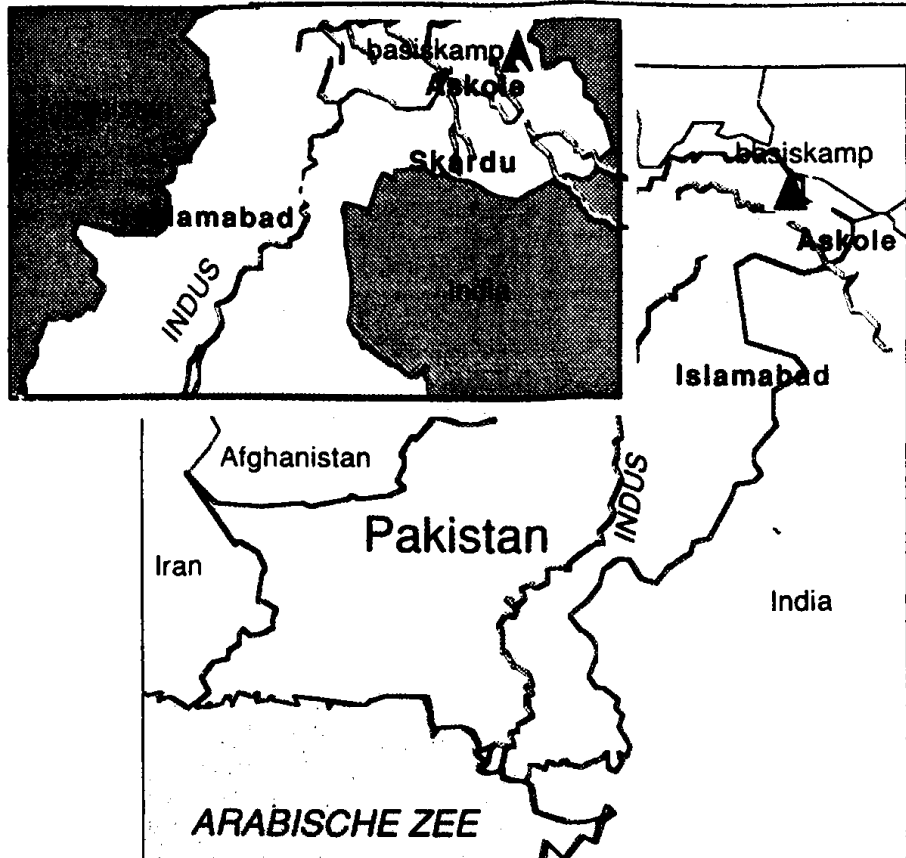 basiskamp
Askole
Skardu
INDUS
India
basiskamp
Askole
Islamabad
Afghanistan
INDUS
Pakistan
Iran
India
ARABISCHE ZEE